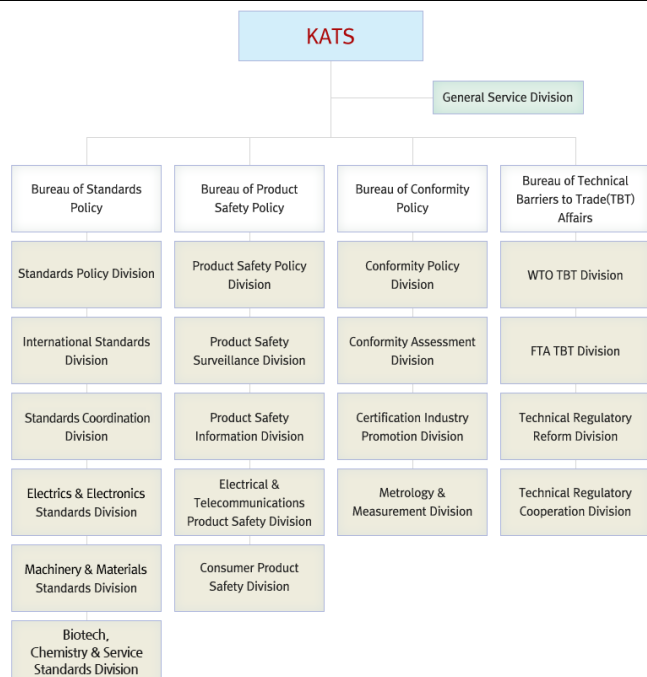 KATS
General Service Division
Bureau of Standards
Policy
Bureau of Product
Safety Policy
Bureau of Conformity
Policy
Bureau of Technical
Barriers to Trade(TBT)
Affairs
Standards Policy Division
Product Safety Policy
Division
Conformity Policy
Division
WTO TBT Division
International Standards
Division
Product Safety
Surveillance Division
Conformity Assessment
Division
FTA TBT Division
Standards Coordination
Division
Product Safety
Information Division
Certification Industry
Promotion Division
Technical Regulatory
Reform Division
Electrics & Electronics
Standards Division
Electrical &
Telecommunications
Product Safety Division
Metrology &
Measurement Division
Technical Regulatory
Cooperation Division
Machinery & Materials
Standards Division
Consumer Product
Safety Division
Biotech,
Chemistry & Service
Standards Division